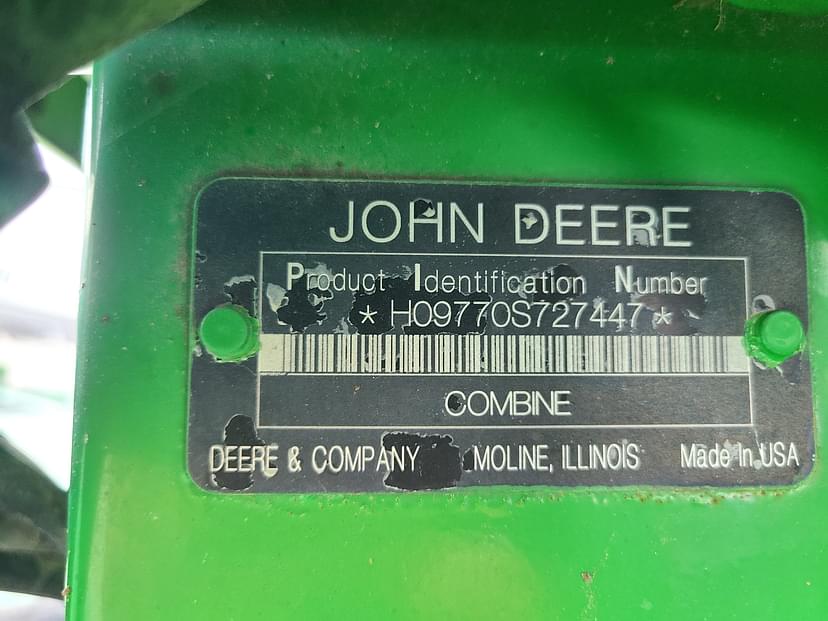 JOHN DEERE
Product Identification Number
* H09770S727447 *
COMBINE
DEERE & COMPANY MOLINE, ILLINOIS Made In USA